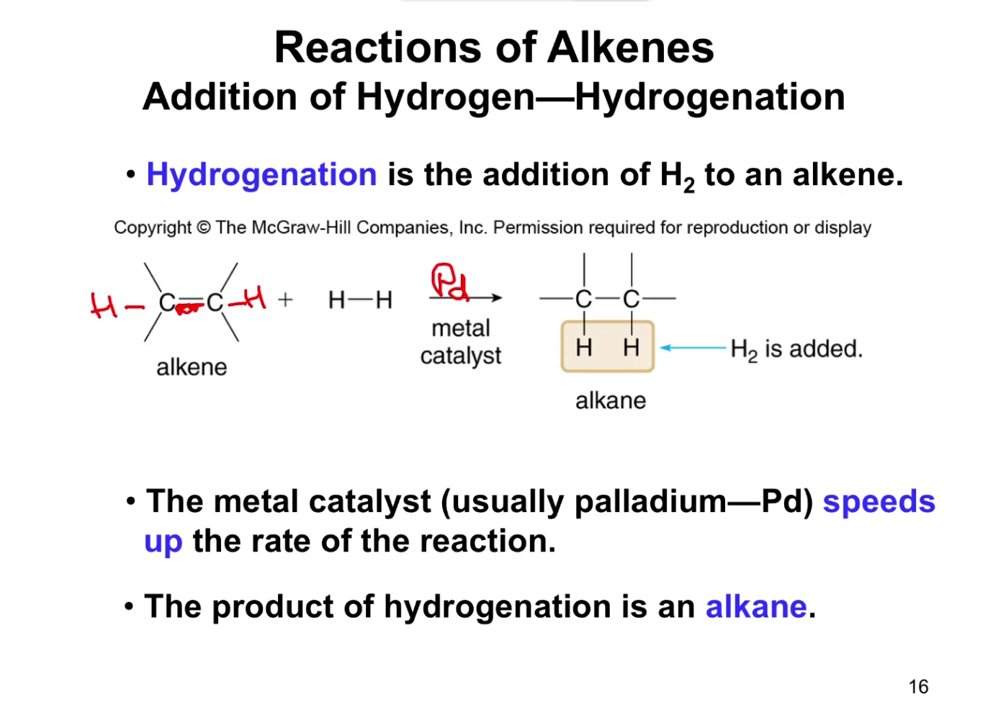 Reactions of Alkenes
Addition of Hydrogen—Hydrogenation
• Hydrogenation is the addition of H₂ to an alkene.
Copyright © The McGraw-Hill Companies, Inc. Permission required for reproduction or display
H – C=C – H + H—H Pd —C—C—
metal
catalyst
H H H₂ is added.
alkene
alkane
• The metal catalyst (usually palladium—Pd) speeds
up the rate of the reaction.
• The product of hydrogenation is an alkane.
16